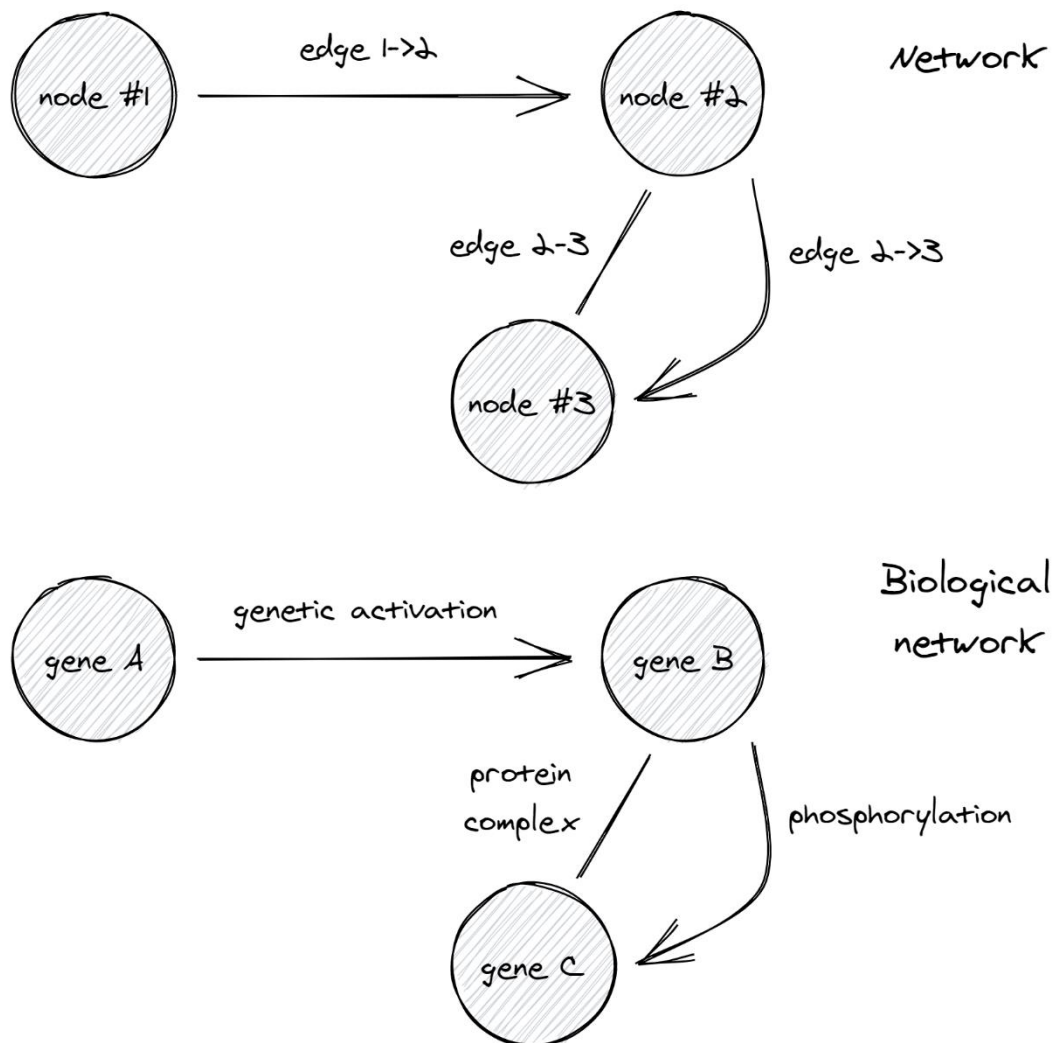 edge 1->2
Network
node #1
node #2
edge 2-3
edge 2->3
node #3
Biological
network
genetic activation
gene A
gene B
protein
complex
phosphorylation
gene C